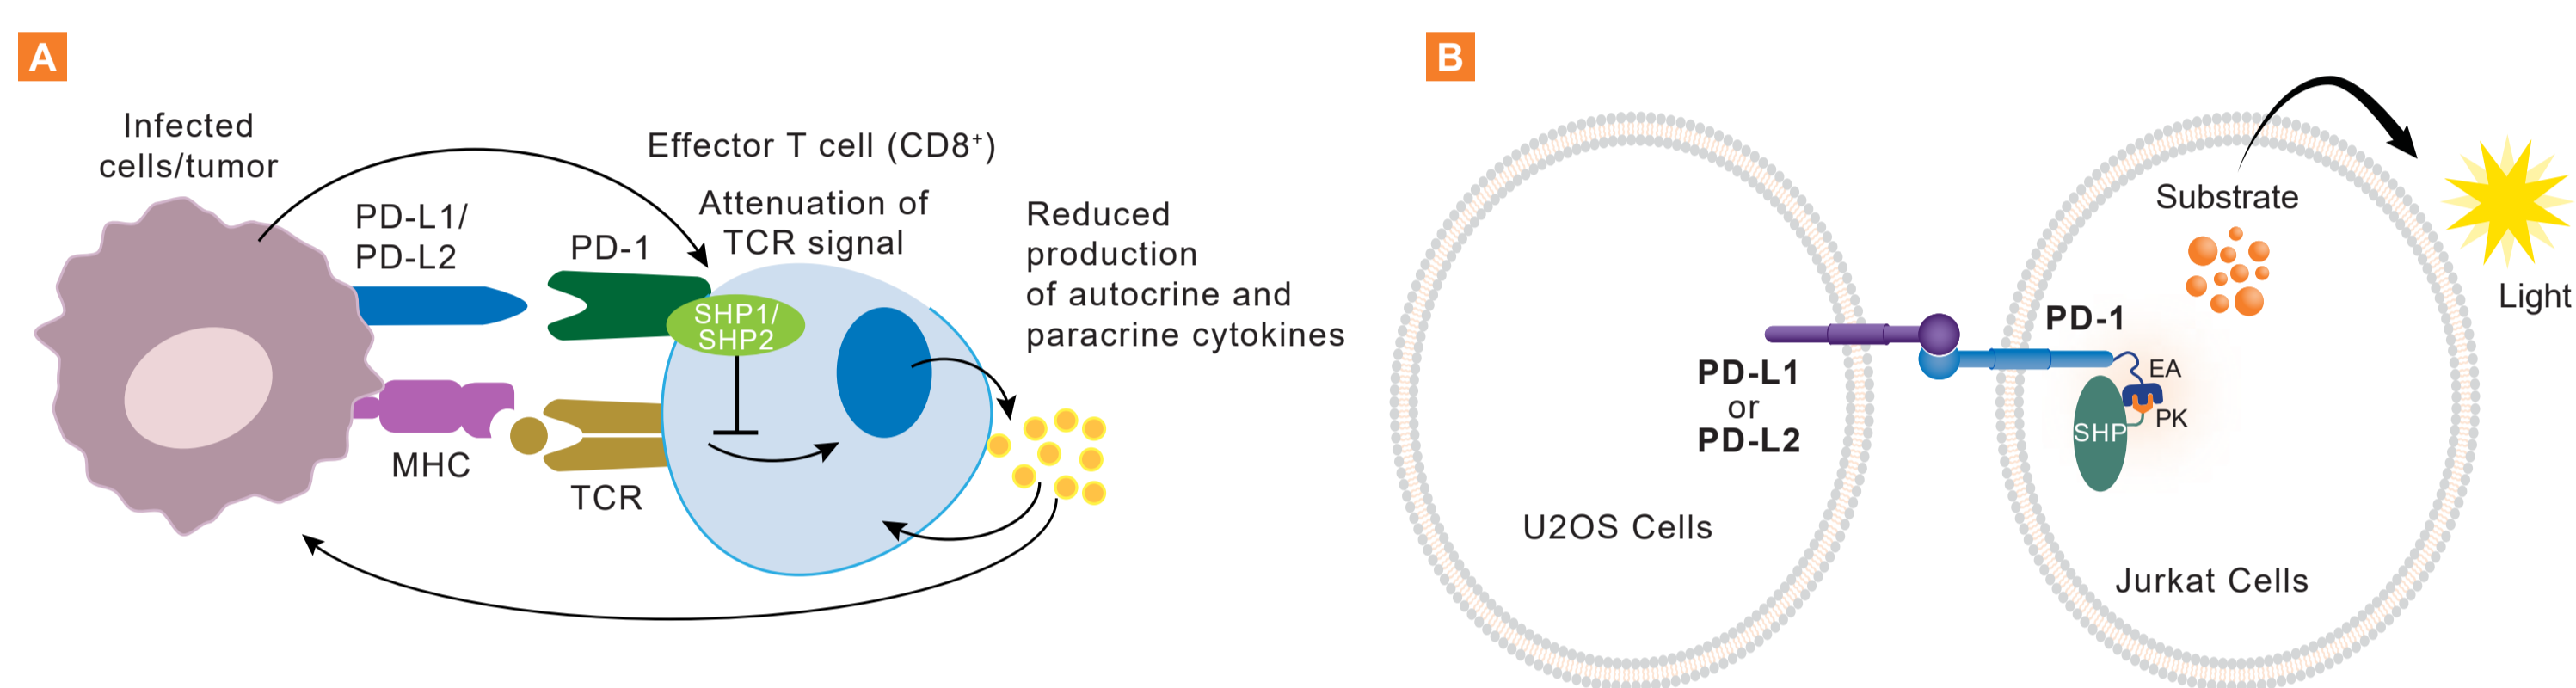 A
Infected
cells/tumor
PD-L1/
PD-L2
PD-1
Effector T cell (CD8⁺)
Attenuation of
TCR signal
SHP1/
SHP2
MHC
TCR
Reduced
production
of autocrine and
paracrine cytokines
B
PD-L1
or
PD-L2
U2OS Cells
Substrate
Light
PD-1
EA
PK
SHP
Jurkat Cells